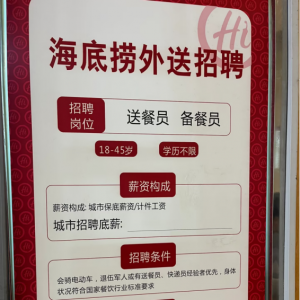 Hi
海底捞外送招聘
招聘
岗位
送餐员 备餐员
18-45岁 学历不限
薪资构成
薪资构成: 城市保底薪资/计件工资
城市招聘底薪:
招聘条件
会骑电动车，退伍军人或有送餐员、快递员经验者优先，身体
状况符合国家餐饮行业标准要求